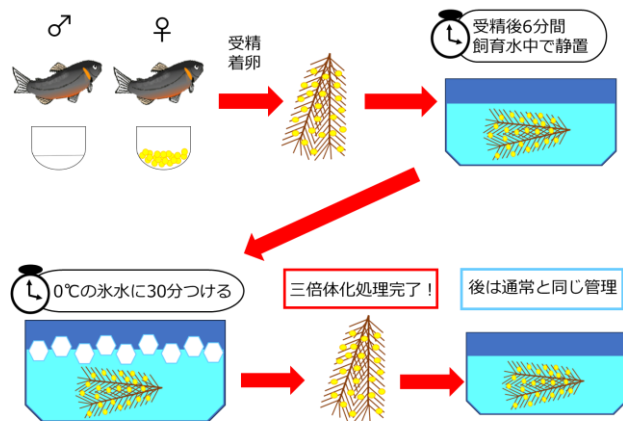 ♂
♀
受精
着卵
受精後6分間
飼育水中で静置
0℃の氷水に30分つける
三倍体化処理完了！
後は通常と同じ管理